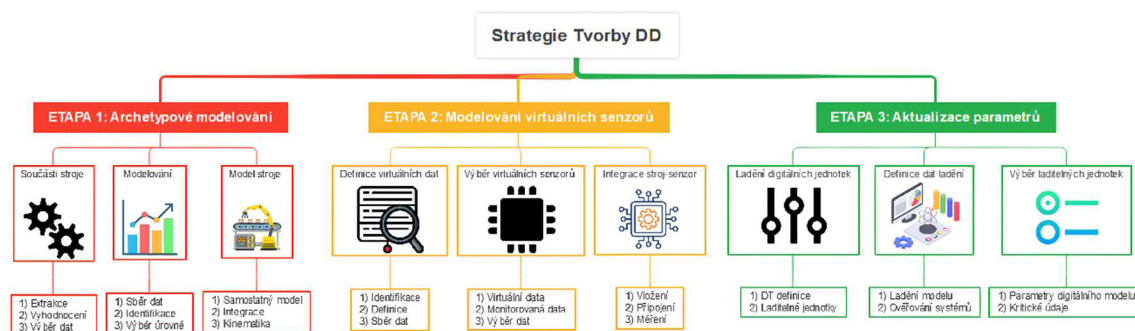 Strategie Tvorby DD
ETAPA 1: Archetypové modelování
ETAPA 2: Modelování virtuálních senzorů
ETAPA 3: Aktualizace parametrů
Součásti stroje
Modelování
Model stroje
Definice virtuálních dat
Výběr virtuálních senzorů
Integrace stroj-senzor
Ladění digitálních jednotek
Definice dat ladění
Výběr laditelných jednotek
1) Extrakce
2) Vyhodnocení
3) Výběr dat
1) Sběr dat
2) Identifikace
3) Výběr úrovně
1) Samostatný model
2) Integrace
3) Kinematika
1) Identifikace
2) Definice
3) Sběr dat
1) Virtuální data
2) Monitorovaná data
3) Výběr dat
1) Vložení
2) Připojení
3) Měření
1) DT definice
2) Laditelné jednotky
1) Ladění modelu
2) Ověřování systémů
1) Parametry digitálního modelu
2) Kritické údaje